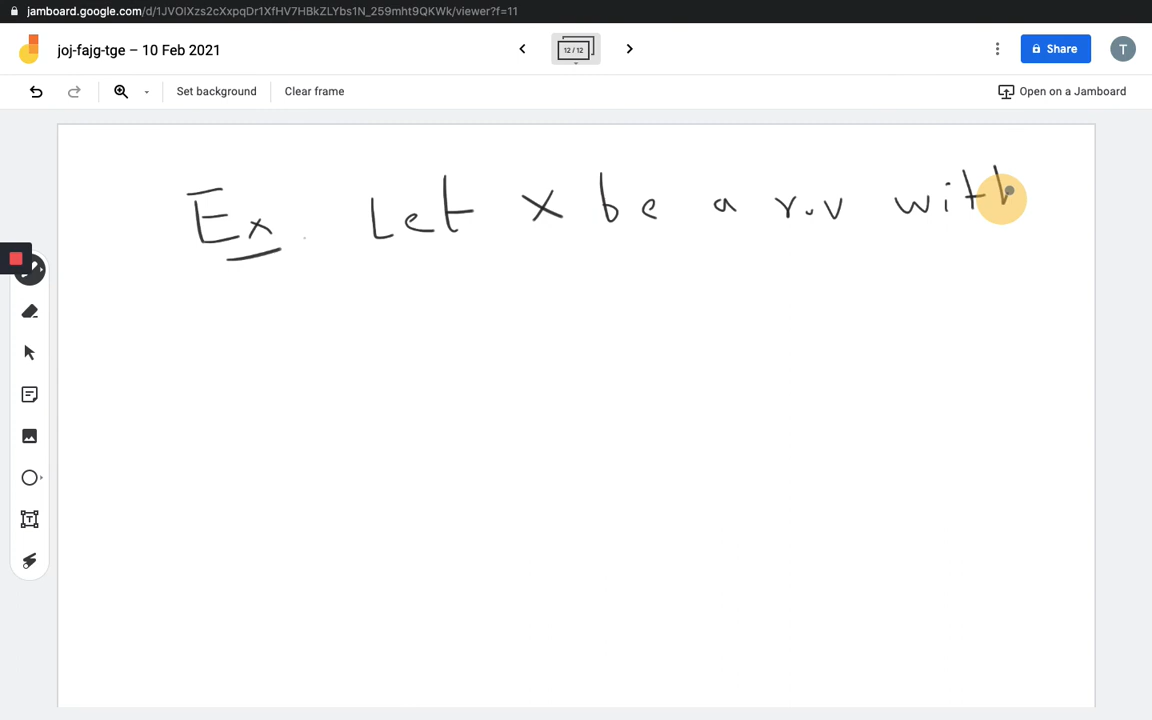 jamboard.google.com/d/1JVOIXzs2cXxpqDr1XfHV7HBkZLYbs1N_259mht9QKWk/viewer?f=11
joj-fajg-tge – 10 Feb 2021
12 / 12
Share
T
Set background
Clear frame
Open on a Jamboard
Ex. Let X be a r.v with